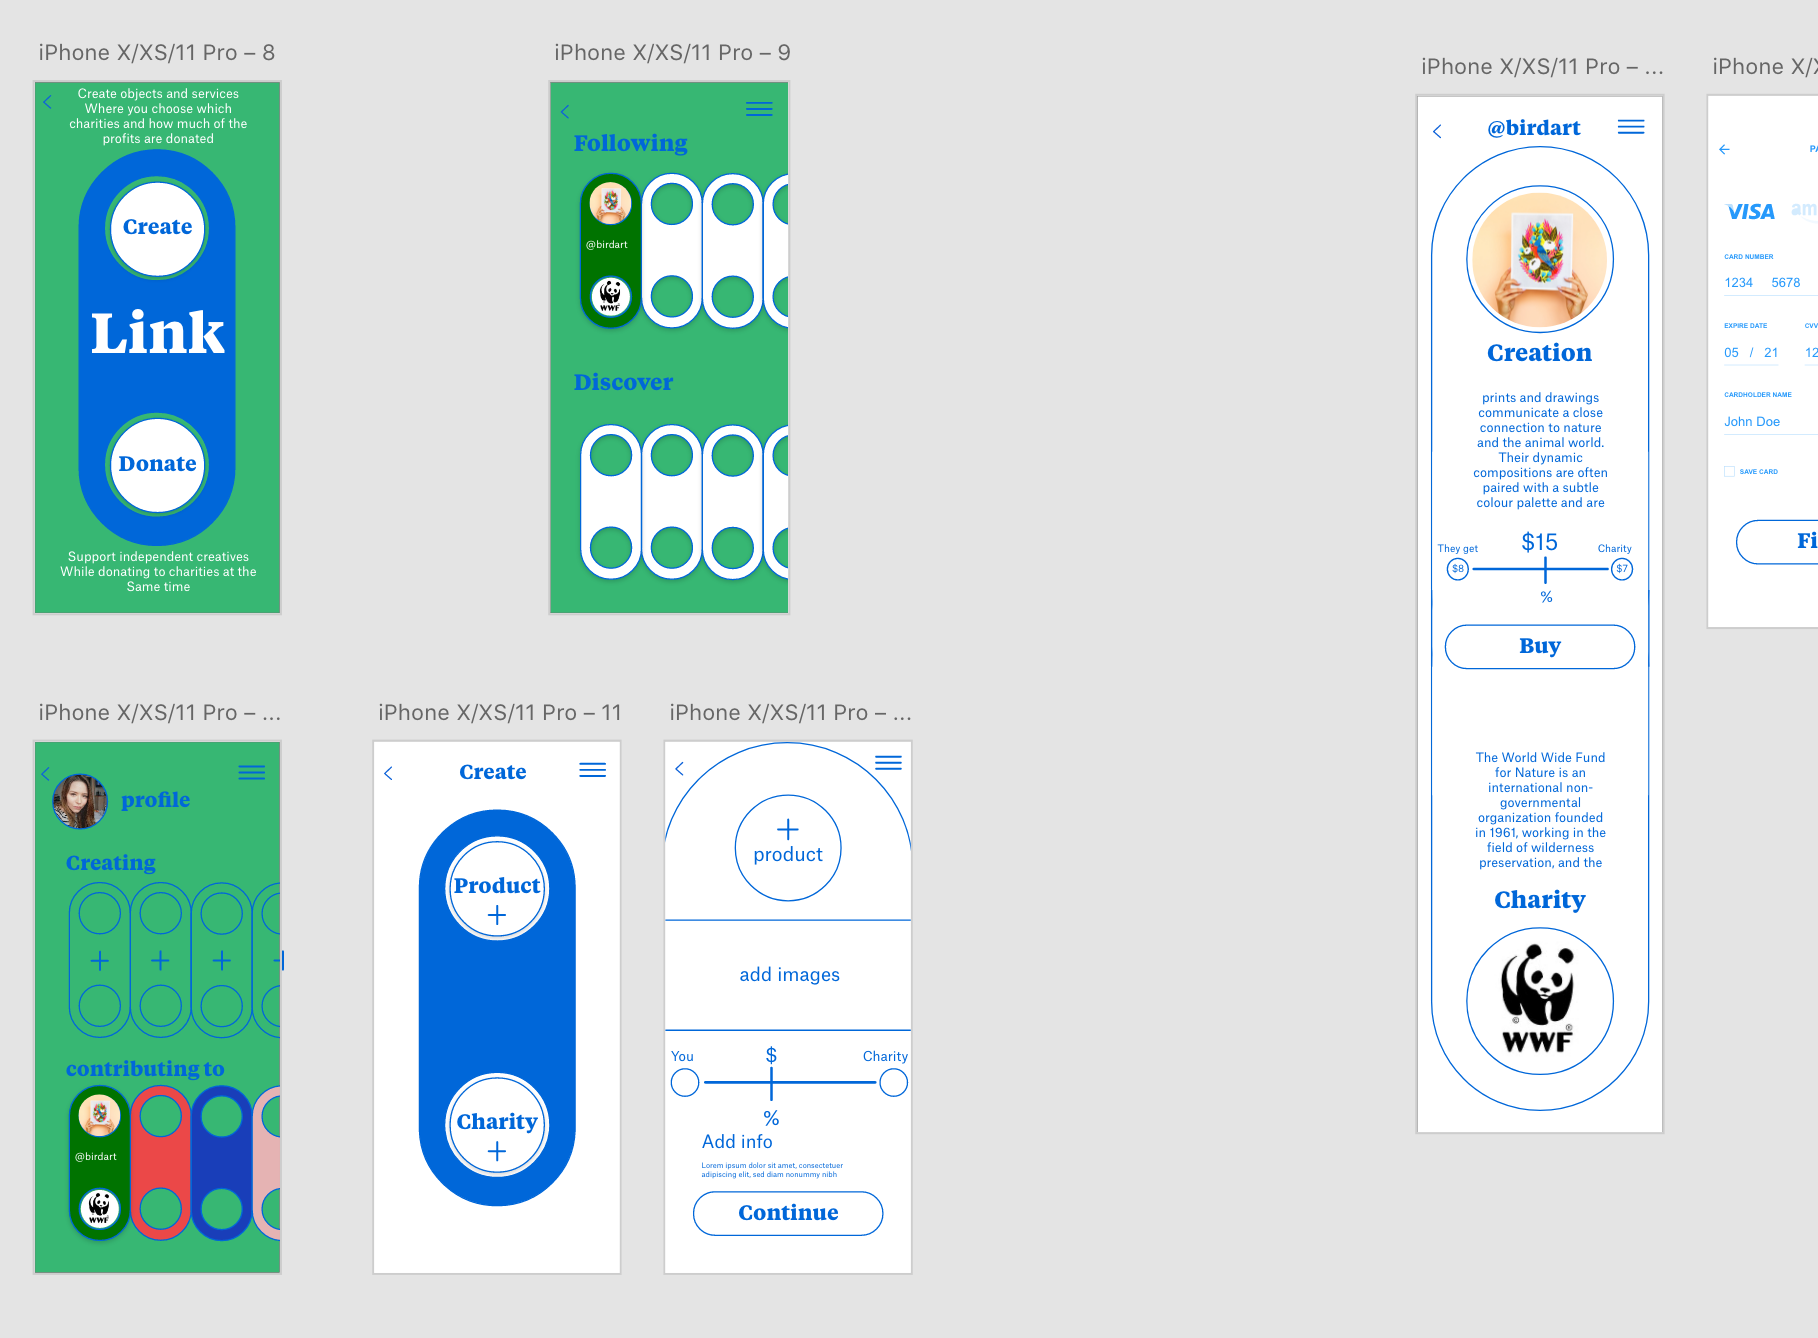 iPhone X/XS/11 Pro – 8
Create objects and services
Where you choose which
charities and how much of the
profits are donated
Create
Link
Donate
Support independent creatives
While donating to charities at the
Same time
iPhone X/XS/11 Pro – 9
Following
@birdart
WWF
Discover
iPhone X/XS/11 Pro – ...
@birdart
Creation
prints and drawings
communicate a close
connection to nature
and the animal world.
Their dynamic
compositions are often
paired with a subtle
colour palette and are
$15
They get
Charity
$8
$7
%
Buy
The World Wide Fund
for Nature is an
international non-
governmental
organization founded
in 1961, working in the
field of wilderness
preservation, and the
Charity
©
®
WWF
iPhone X/X
PA
VISA
am
CARD NUMBER
1234 5678
EXPIRE DATE
CVV
05 / 21
12
CARDHOLDER NAME
John Doe
SAVE CARD
Fi
iPhone X/XS/11 Pro – ...
profile
Creating
contributing to
@birdart
WWF
iPhone X/XS/11 Pro – 11
Create
Product
Charity
iPhone X/XS/11 Pro – ...
product
add images
You
$
Charity
%
Add info
Lorem ipsum dolor sit amet, consectetuer
adipiscing elit, sed diam nonummy nibh
Continue